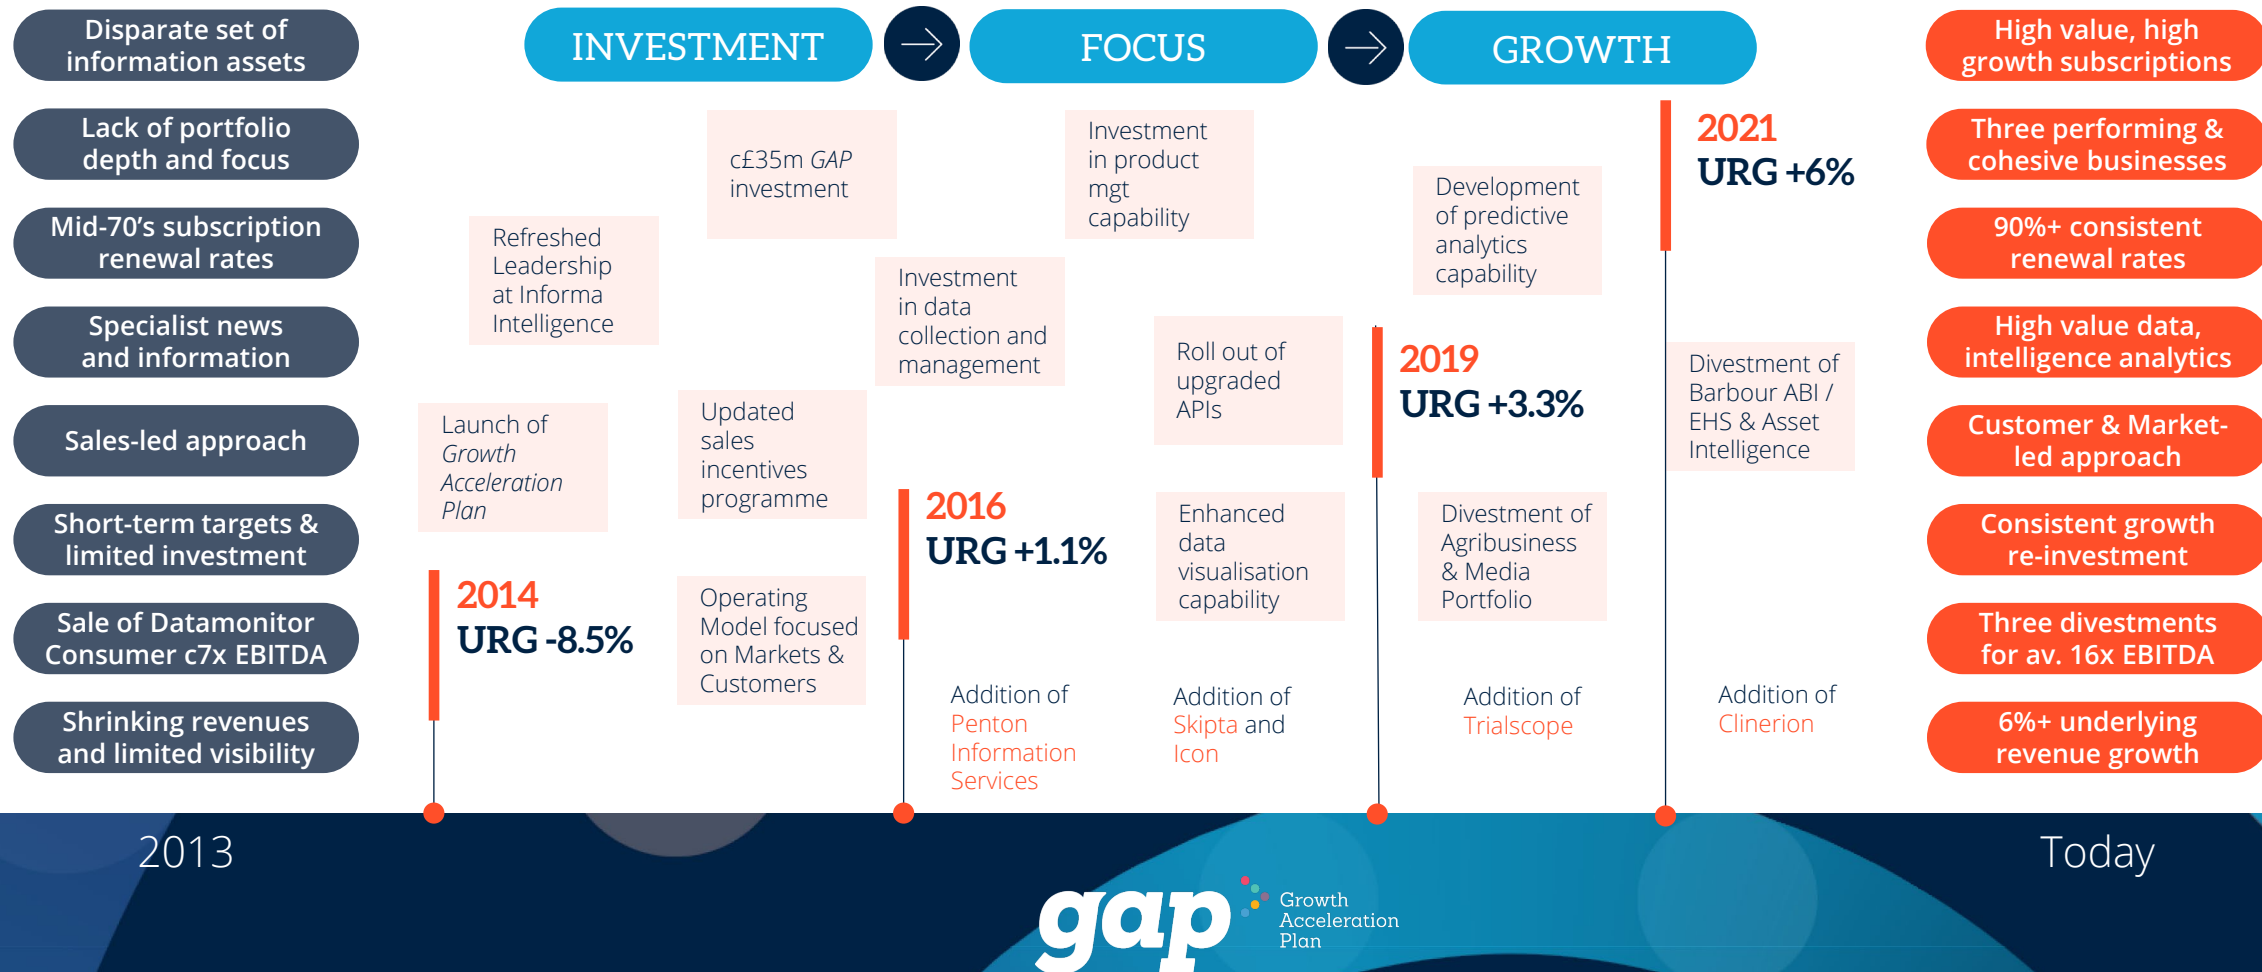 Disparate set of
information assets
Lack of portfolio
depth and focus
Mid-70’s subscription
renewal rates
Specialist news
and information
Sales-led approach
Short-term targets &
limited investment
Sale of Datamonitor
Consumer c7x EBITDA
Shrinking revenues
and limited visibility
INVESTMENT
FOCUS
GROWTH
Launch of
Growth
Acceleration
Plan
2014
URG -8.5%
Refreshed
Leadership
at Informa
Intelligence
c£35m GAP
investment
Updated
sales
incentives
programme
Operating
Model focused
on Markets &
Customers
Investment
in data
collection and
management
2016
URG +1.1%
Addition of
Penton
Information
Services
Investment
in product
mgt
capability
Roll out of
upgraded
APIs
Enhanced
data
visualisation
capability
Addition of
Skipta and
Icon
2019
URG +3.3%
Development
of predictive
analytics
capability
Divestment of
Agribusiness
& Media
Portfolio
Addition of
Trialscope
2021
URG +6%
Divestment of
Barbour ABI /
EHS & Asset
Intelligence
Addition of
Clinerion
High value, high
growth subscriptions
Three performing &
cohesive businesses
90%+ consistent
renewal rates
High value data,
intelligence analytics
Customer & Market-
led approach
Consistent growth
re-investment
Three divestments
for av. 16x EBITDA
6%+ underlying
revenue growth
2013
Today
gap
Growth
Acceleration
Plan